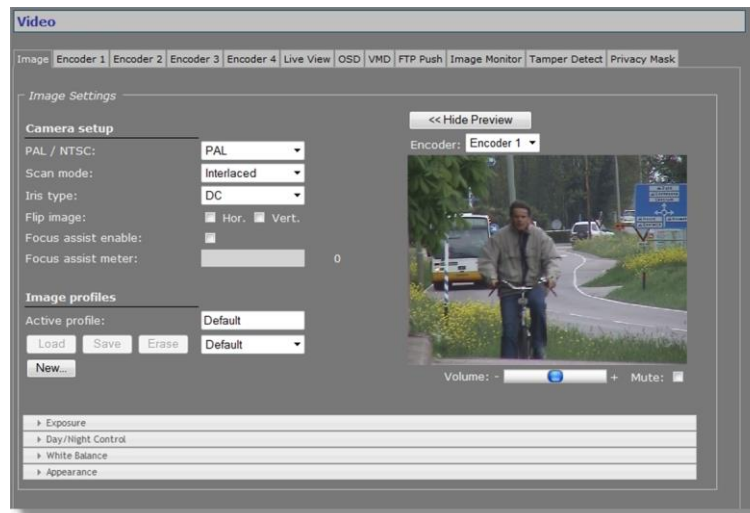 Video
Image Encoder 1 Encoder 2 Encoder 3 Encoder 4 Live View OSD VMD FTP Push Image Monitor Tamper Detect Privacy Mask
Image Settings
<< Hide Preview
Encoder: Encoder 1
Camera setup
PAL / NTSC: PAL
Scan mode: Interlaced
Iris type: DC
Flip image: Hor. Vert.
Focus assist enable:
Focus assist meter: 0
Image profiles
Active profile: Default
Load Save Erase Default
New...
Volume: - + Mute:
Exposure
Day/Night Control
White Balance
Appearance